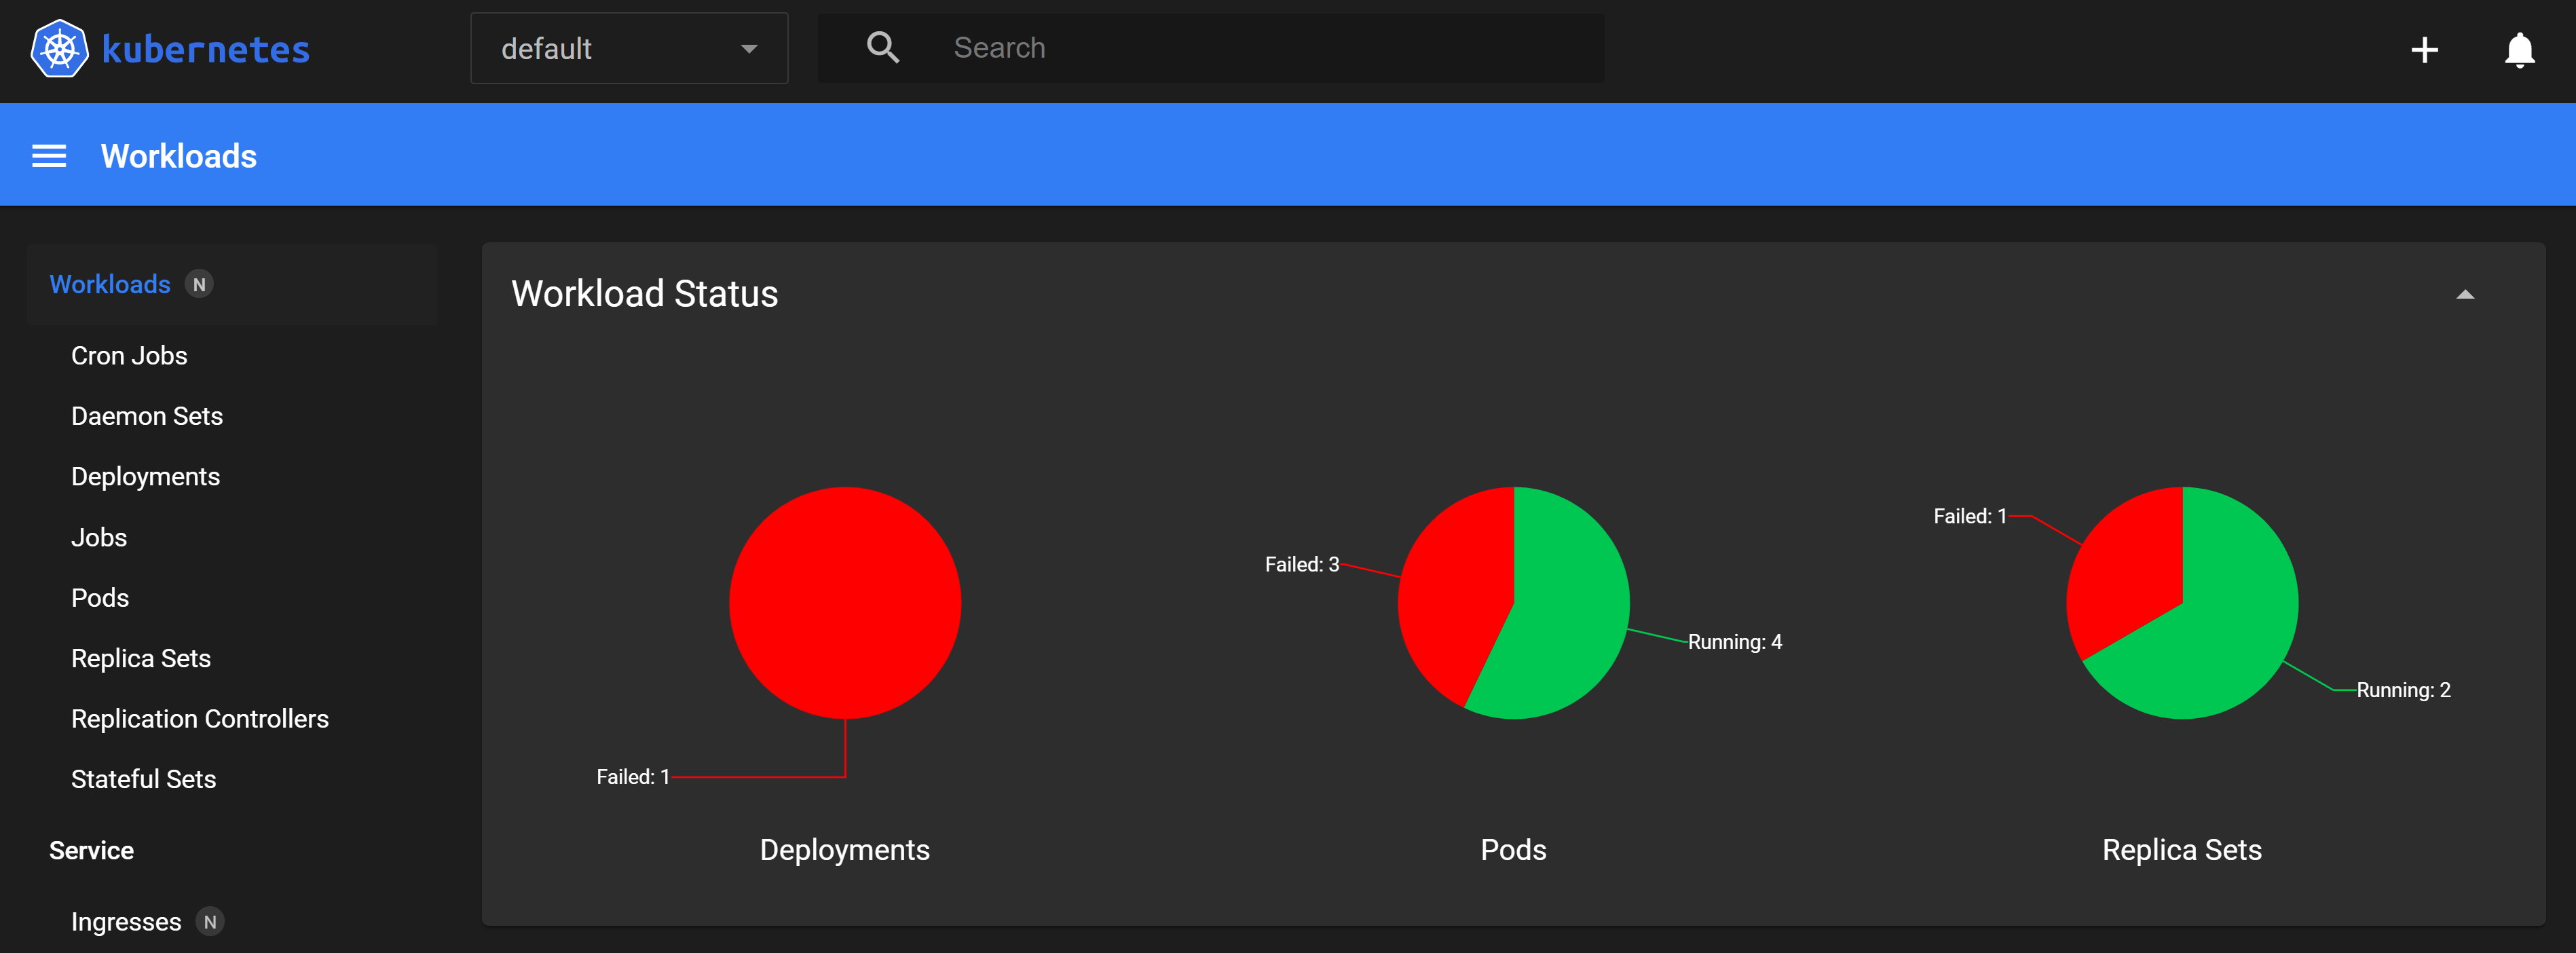 kubernetes
default
Search
Workloads
Workloads N
Cron Jobs
Daemon Sets
Deployments
Jobs
Pods
Replica Sets
Replication Controllers
Stateful Sets
Service
Ingresses N
Workload Status
Failed: 1
Deployments
Failed: 3
Running: 4
Pods
Failed: 1
Running: 2
Replica Sets